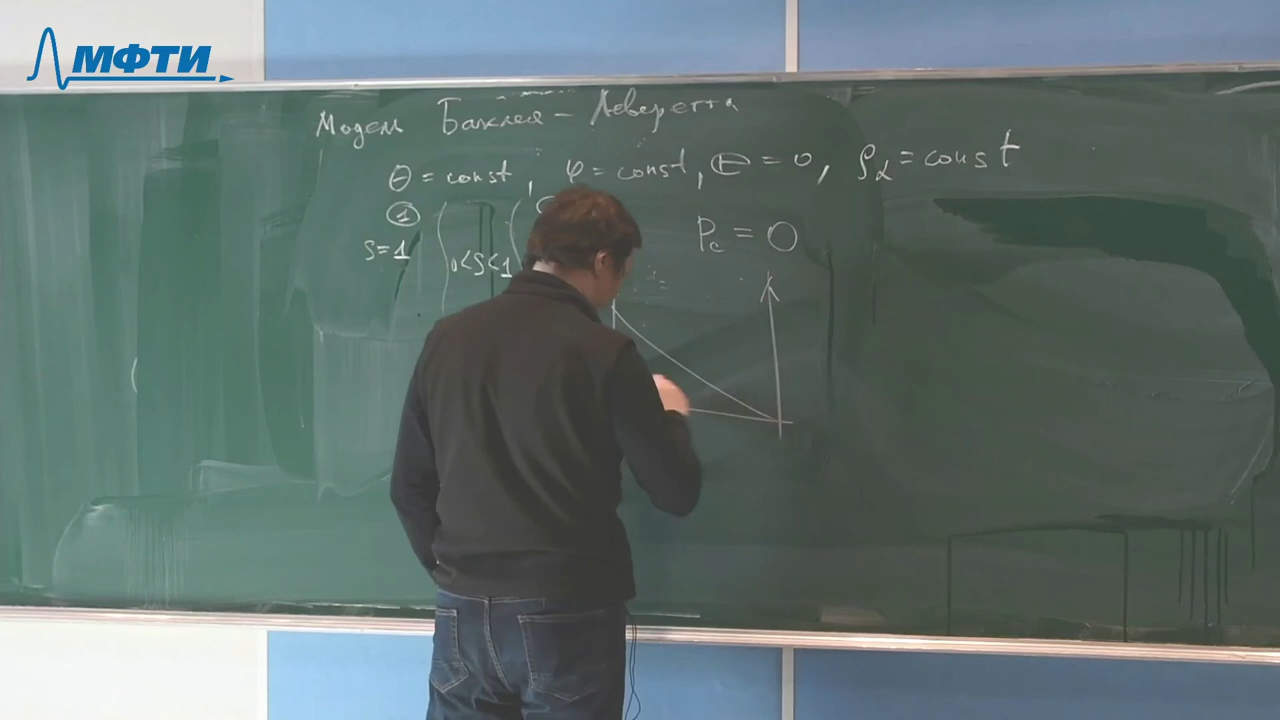 МФТИ
Модель Баклея – Леверетта
Θ = const, φ = const, Θ = 0, ρ_α = const
①
S=1
0<S<1
P_c = 0